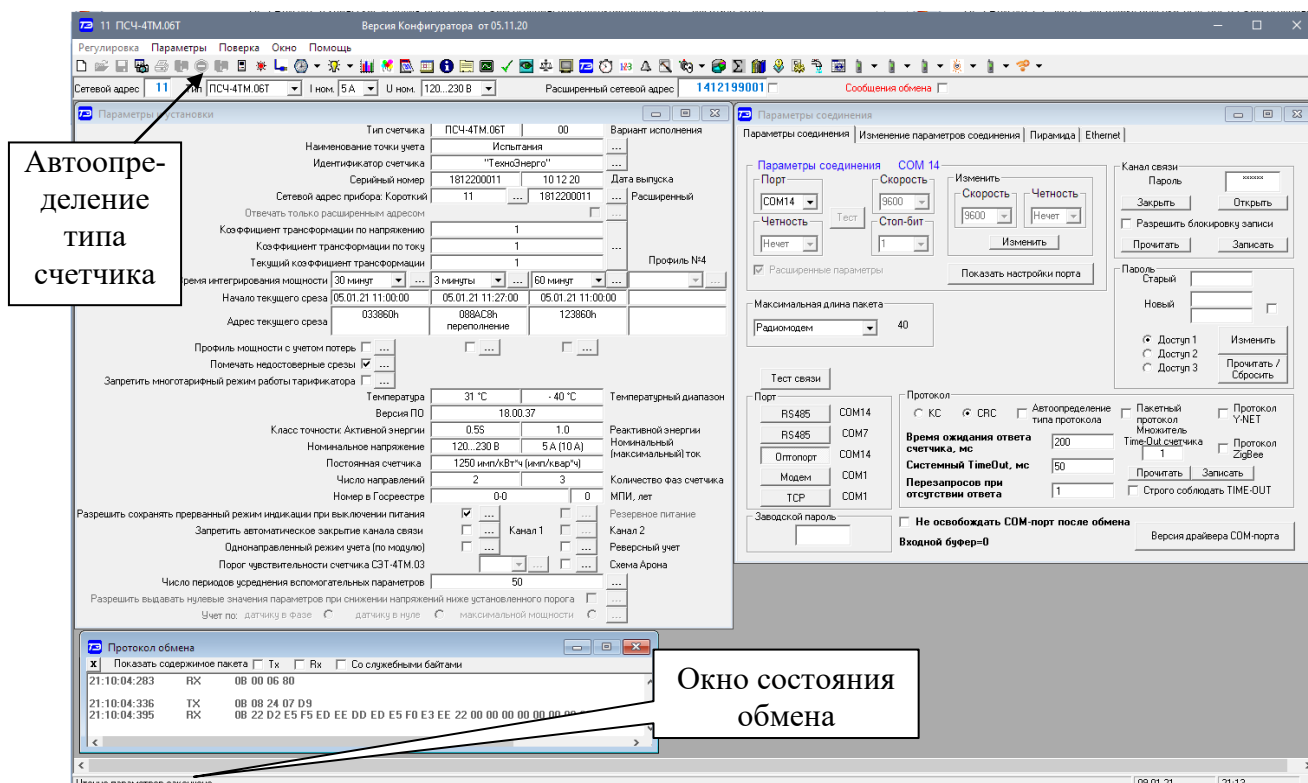 11 ПСЧ-4ТМ.06Т Версия Конфигуратора от 05.11.20
Регулировка Параметры Поверка Окно Помощь
Сетевой адрес 11 Тип ПСЧ-4ТМ.06Т I ном. 5 А U ном. 120...230 В Расширенный сетевой адрес 1412199001 Сообщения обмена
Автоопре-
деление
типа
счетчика
Параметры и установки
Тип счетчика ПСЧ-4ТМ.06Т 00 Вариант исполнения
Наименование точки учета Испытания ...
Идентификатор счетчика "ТехноЭнерго" ...
Серийный номер 1812200011 10 12 20 Дата выпуска
Сетевой адрес прибора: Короткий 11 ... 1812200011 ... Расширенный
Отвечать только расширенным адресом ...
Коэффициент трансформации по напряжению 1
Коэффициент трансформации по току 1 ...
Текущий коэффициент трансформации 1 Профиль №4
Время интегрирования мощности 30 минут ... 3 минуты ... 60 минут ... ...
Начало текущего среза 05.01.21 11:00:00 05.01.21 11:27:00 05.01.21 11:00:00
Адрес текущего среза 033860h 088AC8h переполнение 123860h
Профиль мощности с учетом потерь ... ... ...
Помечать недостоверные срезы ...
Запретить многотарифный режим работы тарификатора ...
Температура 31 °C - 40 °C Температурный диапазон
Версия ПО 18.00.37
Класс точности: Активной энергии 0.5S 1.0 Реактивной энергии
Номинальное напряжение 120...230 В 5 А (10 А) Номинальный (максимальный) ток
Постоянная счетчика 1250 имп/кВт*ч (имп/квар*ч)
Число направлений 2 3 Количество фаз счетчика
Номер в Госреестре 0-0 0 МПИ, лет
Разрешить сохранять прерванный режим индикации при выключении питания ... ... Резервное питание
Запретить автоматическое закрытие канала связи ... Канал 1 ... Канал 2
Однонаправленный режим учета (по модулю) ... ... Реверсный учет
Порог чувствительности счетчика СЭТ-4ТМ.03 ... ... Схема Арона
Число периодов усреднения вспомогательных параметров 50 ...
Разрешить выдавать нулевые значения параметров при снижении напряжений ниже установленного порога ...
Учет по: датчику в фазе датчику в нуле максимальной мощности ...
Параметры соединения
Параметры соединения Изменение параметров соединения Пирамида Ethernet
Параметры соединения COM 14
Порт Скорость
COM14 9600
Четность Тест Стоп-бит
Нечет 1
Расширенные параметры
Изменить
Скорость Четность
9600 Нечет
Изменить
Показать настройки порта
Канал связи
Пароль xxxxxx
Закрыть Открыть
Разрешить блокировку записи
Прочитать Записать
Пароль
Старый
Новый
Доступ 1 Изменить
Доступ 2
Доступ 3 Прочитать / Сбросить
Максимальная длина пакета
Радиомодем 40
Тест связи
Порт
RS485 COM14
RS485 COM7
Оптопорт COM14
Модем COM1
TCP COM1
Протокол
КС CRC Автоопределение типа протокола Пакетный протокол Протокол Y-NET
Время ожидания ответа счетчика, мс 200
Множитель Time-Out счетчика 1 Протокол ZigBee
Системный TimeOut, мс 50 Прочитать Записать
Перезапросов при отсутствии ответа 1 Строго соблюдать TIME-OUT
Заводской пароль
Не освобождать COM-порт после обмена
Входной буфер=0 Версия драйвера COM-порта
Протокол обмена
x Показать содержимое пакета Tx Rx Со служебными байтами
21:10:04:283 RX 0B 00 06 80
21:10:04:336 TX 0B 08 24 07 D9
21:10:04:395 RX 0B 22 D2 E5 F5 ED EE DD ED E5 F0 E3 EE 22 00 00 00 00 00 00 00
Окно состояния
обмена
Чтение параметров закончено 09.01.21 21:13